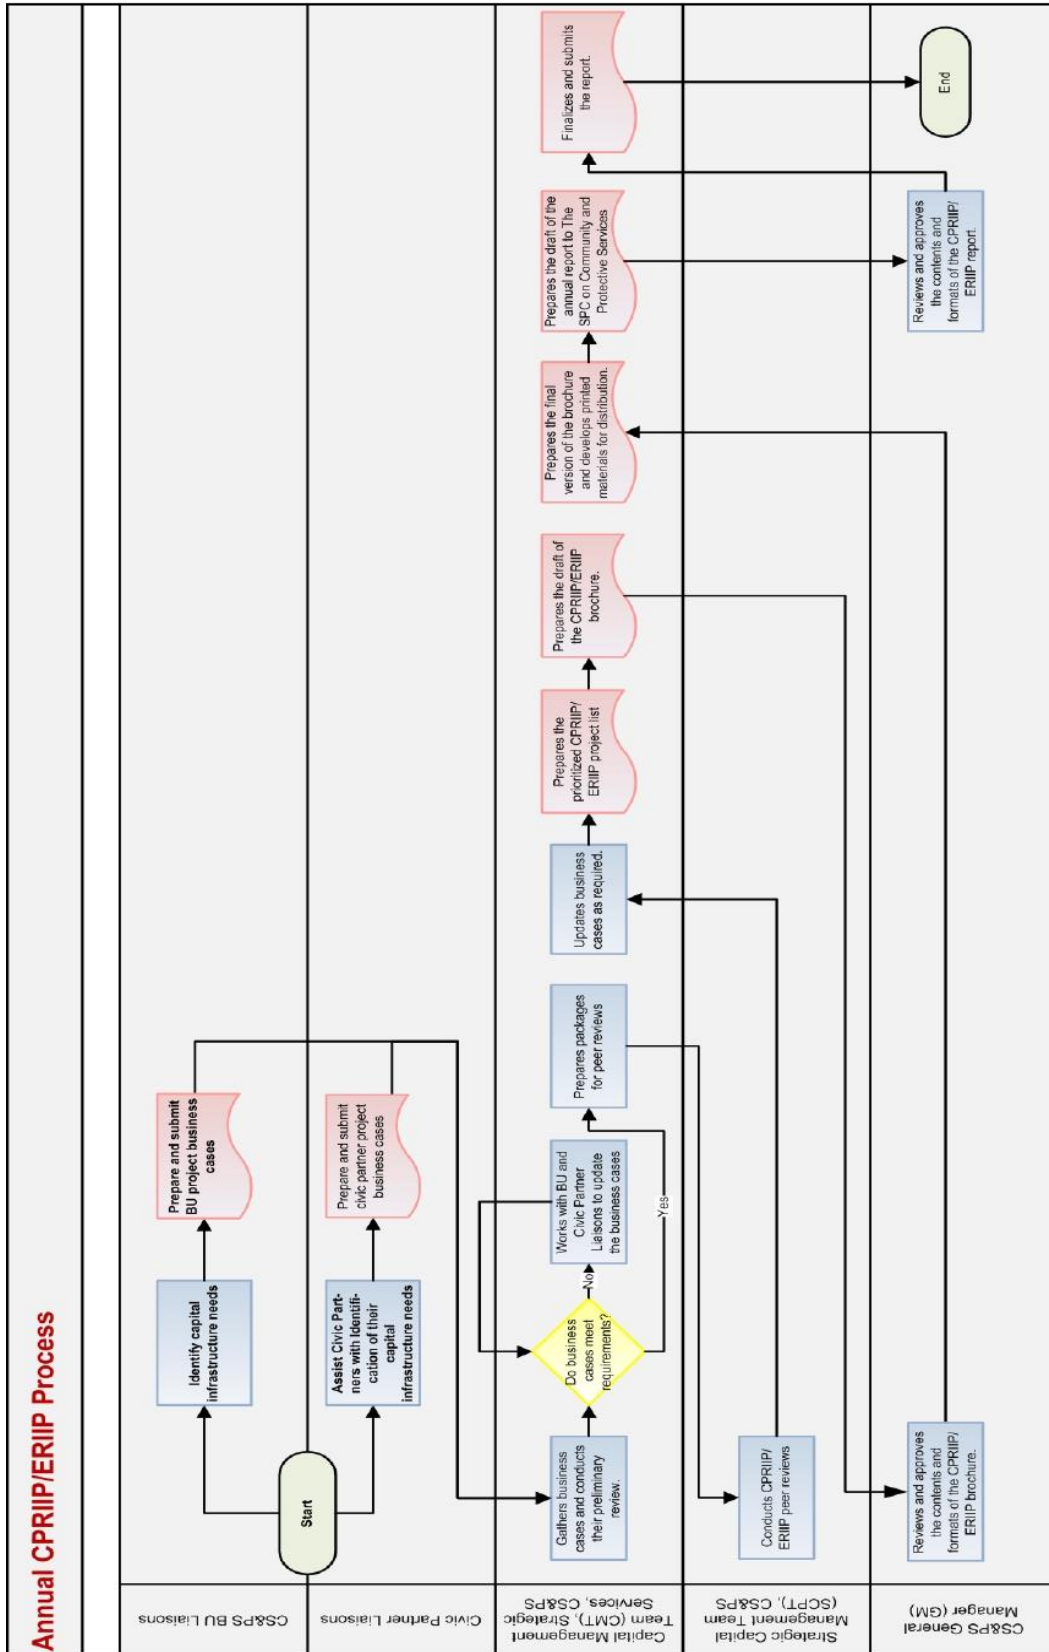 Annual CPRIIP/ERIIP Process
CS&PS BU Liaisons
Identify capital
infrastructure needs
Prepare and submit
BU project business
cases
Start
Civic Partner Liaisons
Assist Civic Part-
ners with Identifi-
cation of their
capital
infrastructure needs
Prepare and submit
civic partner project
business cases
Capital Management
Team (CMT), Strategic
Services, CS&PS
Gathers business
cases and conducts
their preliminary
review.
Do business
cases meet
requirements?
No
Yes
Works with BU and
Civic Partner
Liaisons to update
the business cases
Prepares packages
for peer reviews
Updates business
cases as required.
Prepares the
prioritized CPRIIP/
ERIIP project list
Prepares the draft of
the CPRIIP/ERIIP
brochure.
Prepares the final
version of the brochure
and develops printed
materials for distribution.
Prepares the draft of the
annual report to The
SPC on Community and
Protective Services
Finalizes and submits
the report.
Strategic Capital
Management Team
(SCPT), CS&PS
Conducts CPRIIP/
ERIIP peer reviews
CS&PS General
Manager (GM)
Reviews and approves
the contents and
formats of the CPRIIP/
ERIIP brochure.
Reviews and approves
the contents and
formats of the CPRIIP/
ERIIP report.
End